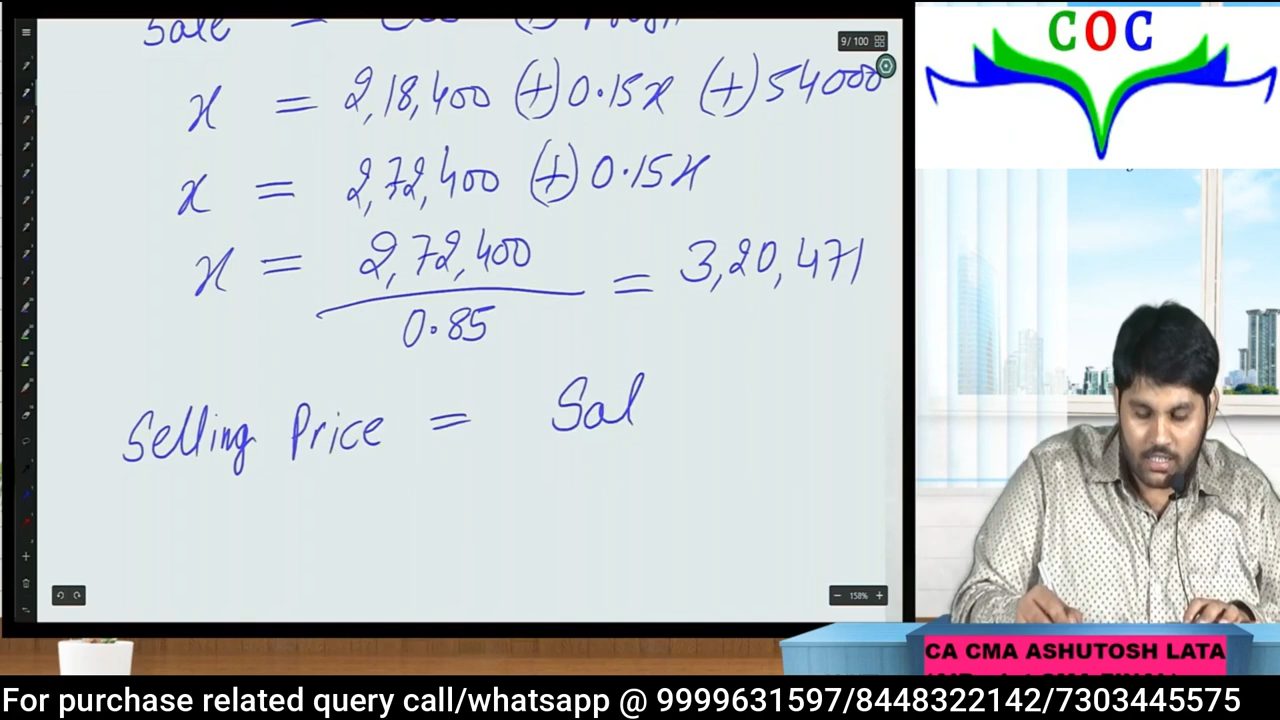 Sale =
9/100
x = 2,18,400 (+) 0.15x (+) 54000
x = 2,72,400 (+) 0.15x
x = 2,72,400 / 0.85 = 3,20,471
Selling Price = Sal
158%
COC
CA CMA ASHUTOSH LATA
For purchase related query call/whatsapp @ 9999631597/8448322142/7303445575